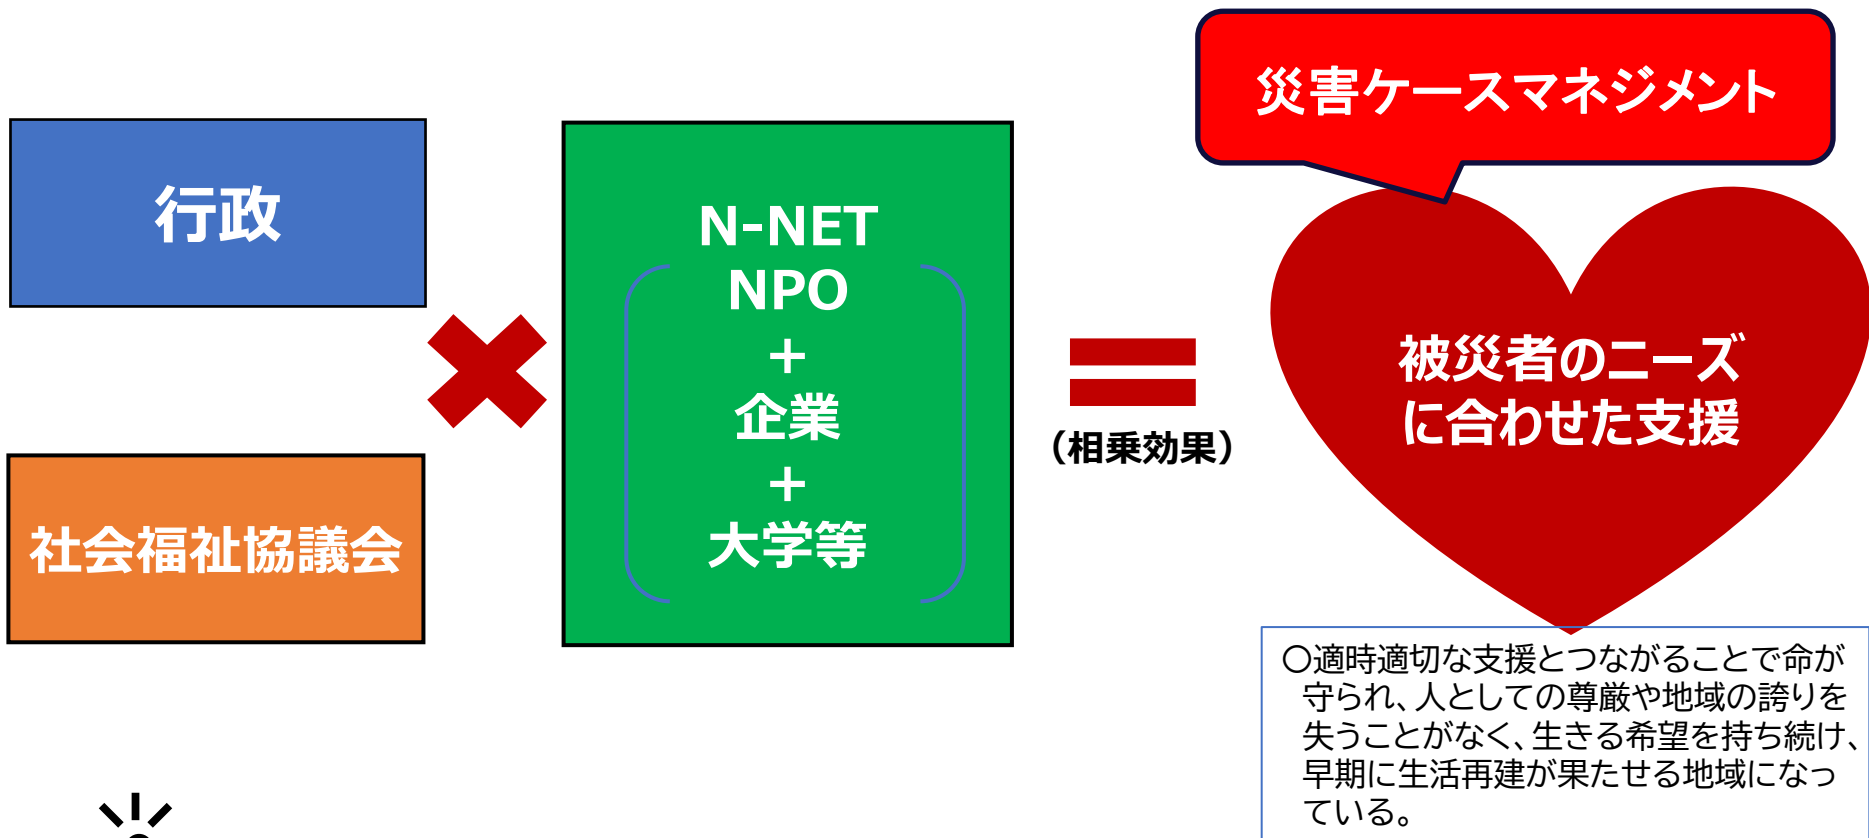 災害ケースマネジメント
行政
社会福祉協議会
N-NET
NPO
+
企業
+
大学等
(相乗効果)
被災者のニーズ
に合わせた支援
〇適時適切な支援とつながることで命が
守られ、人としての尊厳や地域の誇りを
失うことがなく、生きる希望を持ち続け、
早期に生活再建が果たせる地域になっ
ている。